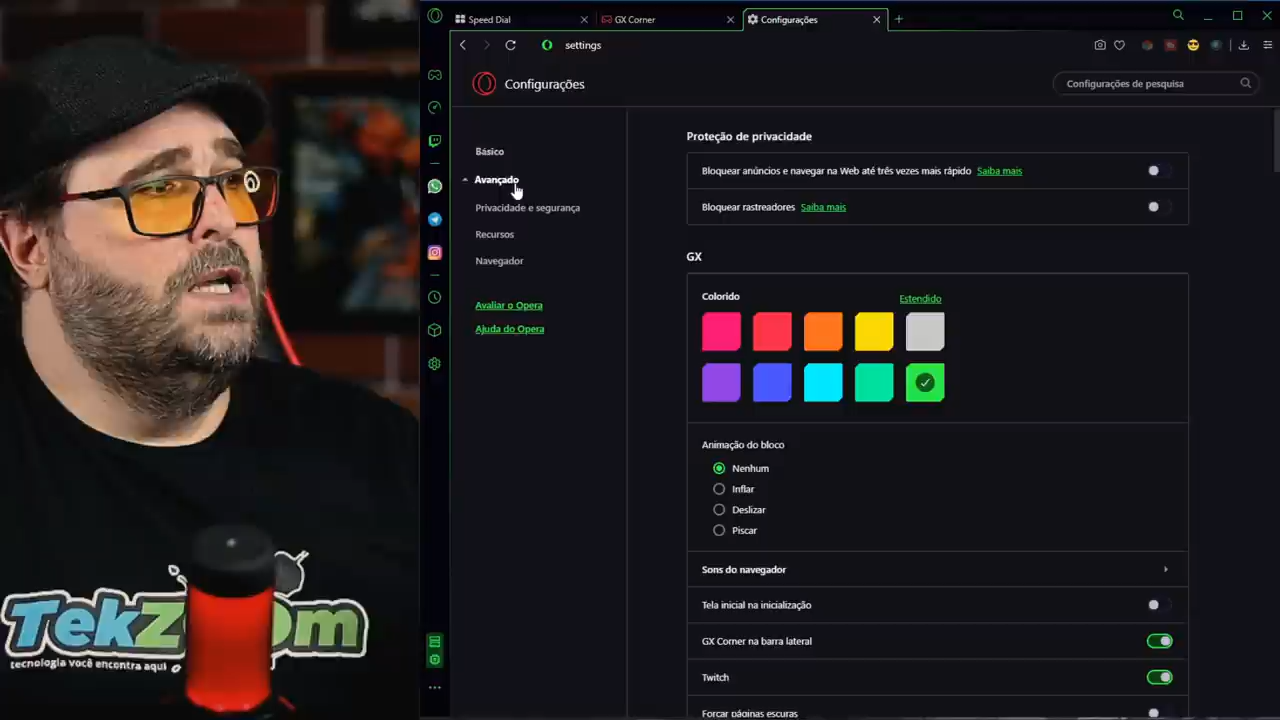 Speed Dial
GX Corner
Configurações
settings
Configurações
Configurações de pesquisa
Básico
Avançado
Privacidade e segurança
Recursos
Navegador
Avaliar o Opera
Ajuda do Opera
Proteção de privacidade
Bloquear anúncios e navegar na Web até três vezes mais rápido Saiba mais
Bloquear rastreadores Saiba mais
GX
Colorido
Estendido
Animação do bloco
Nenhum
Inflar
Deslizar
Piscar
Sons do navegador
Tela inicial na inicialização
GX Corner na barra lateral
Twitch
Forçar páginas escuras
TekZoom
tecnologia você encontra aqui